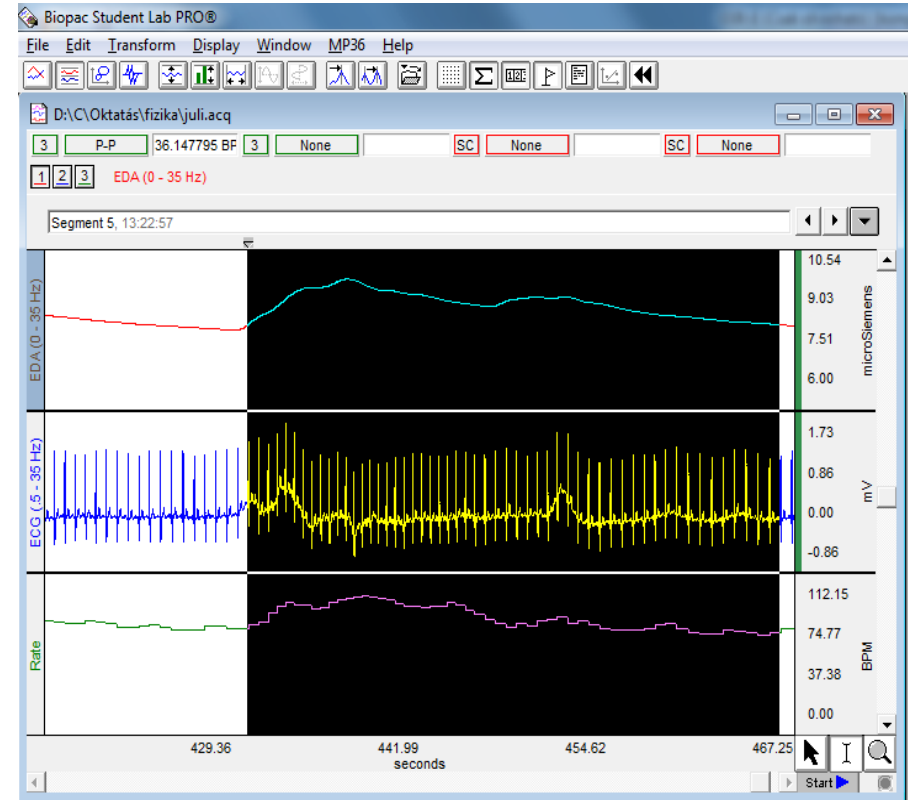 Biopac Student Lab PRO®
File Edit Transform Display Window MP36 Help
D:\C\Oktatás\fizika\juli.acq
3 P-P 36.147795 BF 3 None SC None SC None
1 2 3 EDA (0 - 35 Hz)
Segment 5, 13:22:57
EDA (0 - 35 Hz)
10.54
9.03
7.51
6.00
microSiemens
ECG (.5 - 35 Hz)
1.73
0.86
0.00
-0.86
mV
Rate
112.15
74.77
37.38
0.00
BPM
429.36 441.99 454.62 467.25
seconds
Start